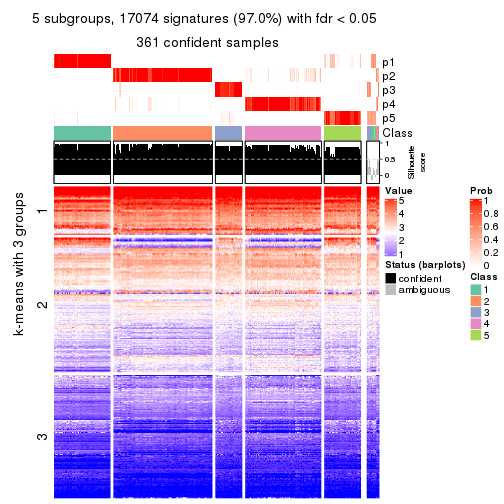 5 subgroups, 17074 signatures (97.0%) with fdr < 0.05
361 confident samples
p1
p2
p3
p4
p5
Class
1
0.5
0
Silhouette
score
k-means with 3 groups
1
2
3
Value
5
4
3
2
1
Status (barplots)
confident
ambiguous
Prob
1
0.8
0.6
0.4
0.2
0
Class
1
2
3
4
5